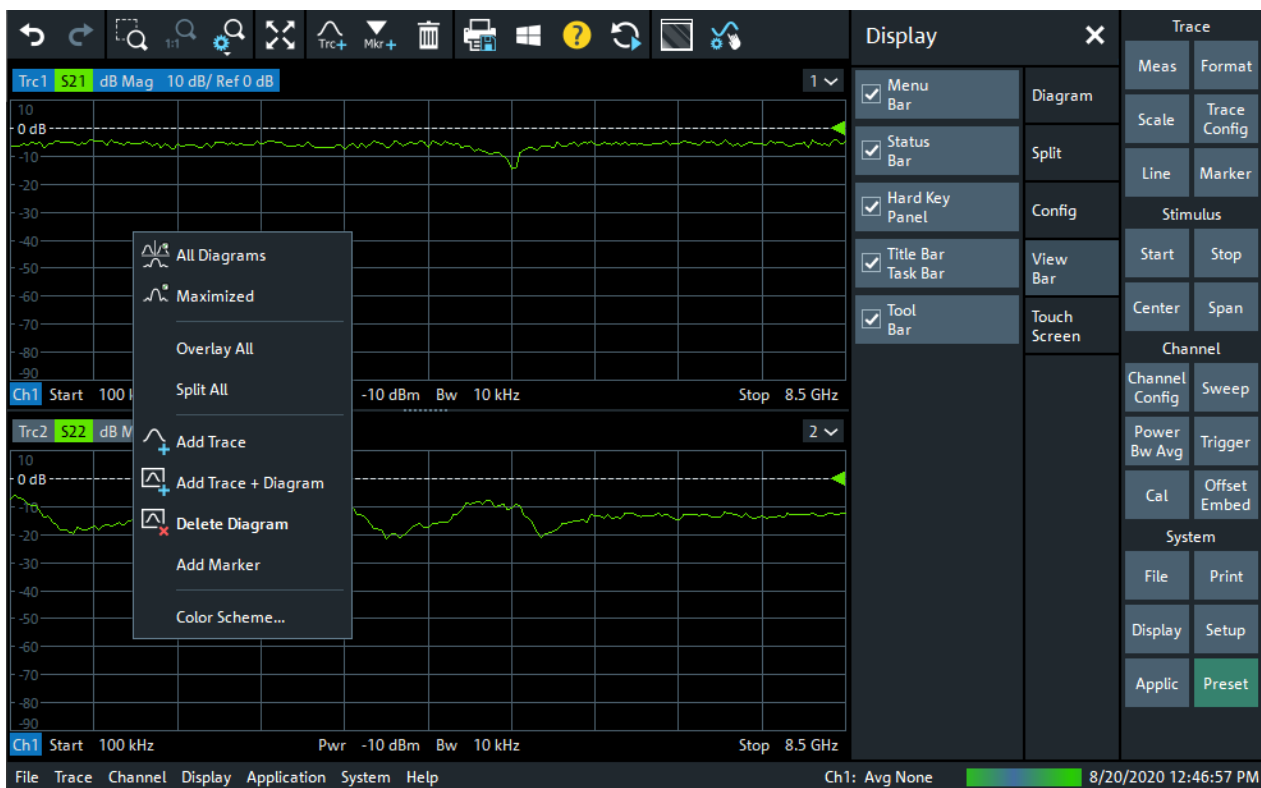 1:1 Trc+ Mkr+ ?
Trc1 S21 dB Mag 10 dB/ Ref 0 dB 1
10
0 dB
-10
-20
-30
-40
-50
-60
-70
-80
-90
Ch1 Start 100 k -10 dBm Bw 10 kHz Stop 8.5 GHz
Trc2 S22 dB M 2
10
0 dB
-10
-20
-30
-40
-50
-60
-70
-80
-90
Ch1 Start 100 kHz Pwr -10 dBm Bw 10 kHz Stop 8.5 GHz
All Diagrams
Maximized
Overlay All
Split All
Add Trace
Add Trace + Diagram
Delete Diagram
Add Marker
Color Scheme...
Display
Menu
Bar
Status
Bar
Hard Key
Panel
Title Bar
Task Bar
Tool
Bar
Diagram
Split
Config
View
Bar
Touch
Screen
Trace
Meas Format
Scale Trace
Config
Line Marker
Stimulus
Start Stop
Center Span
Channel
Channel
Config Sweep
Power
Bw Avg Trigger
Cal Offset
Embed
System
File Print
Display Setup
Applic Preset
File Trace Channel Display Application System Help Ch1: Avg None 8/20/2020 12:46:57 PM